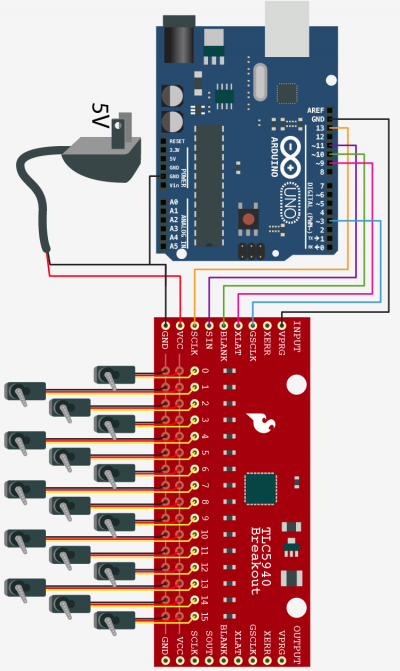 5V
AREF
GND
13
12
~11
~10
~9
8
7
~6
~5
4
~3
2
TX→1
RX←0
DIGITAL (PWM~)
ARDUINO
UNO
RESET
3.3V
5V
GND
GND
Vin
POWER
A0
A1
A2
A3
A4
A5
ANALOG IN
INPUT
VPRG
XERR
GSCLK
XLAT
BLANK
SIN
SCLK
VCC
GND
0
1
2
3
4
5
6
7
8
9
10
11
12
13
14
15
TLC5940
Breakout
OUTPUT
VPRG
XERR
GSCLK
XLAT
BLANK
SOUT
SCLK
VCC
GND